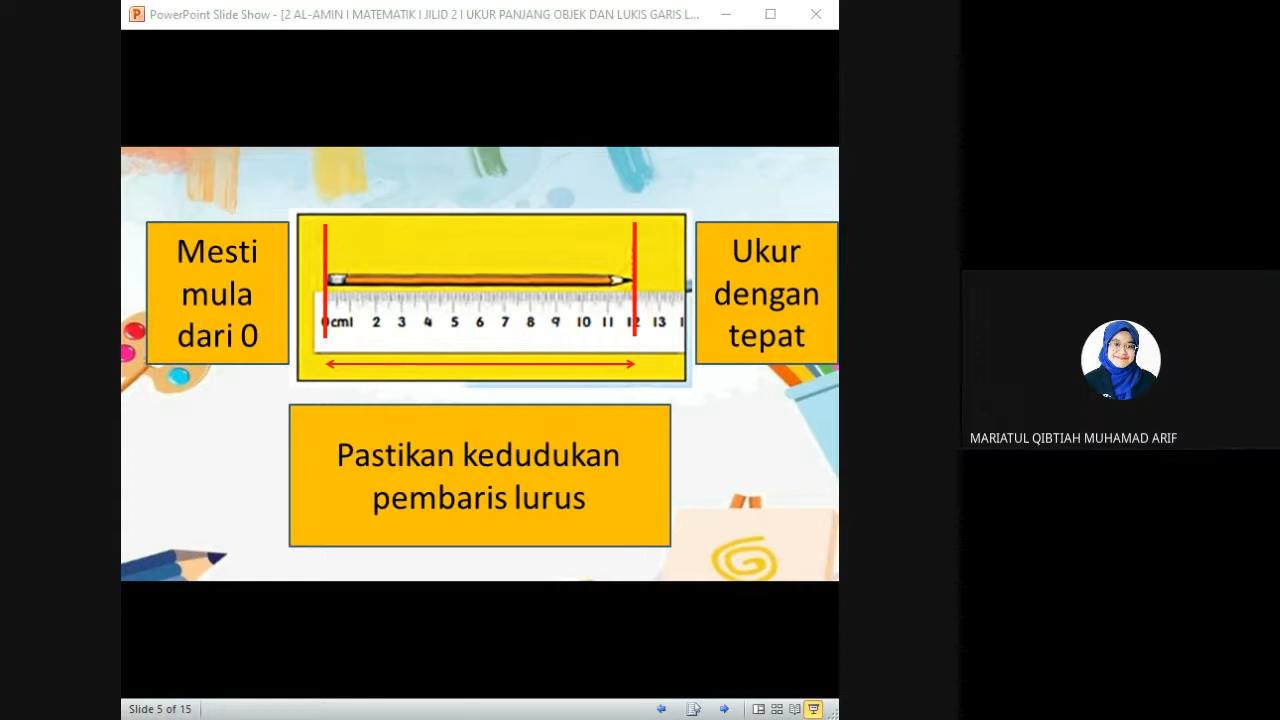 PowerPoint Slide Show - [2 AL-AMIN I MATEMATIK I JILID 2 I UKUR PANJANG OBJEK DAN LUKIS GARIS L...
Mesti
mula
dari 0
0cm1 2 3 4 5 6 7 8 9 10 11 12 13 1
Ukur
dengan
tepat
Pastikan kedudukan
pembaris lurus
MARIATUL QIBTIAH MUHAMAD ARIF
Slide 5 of 15